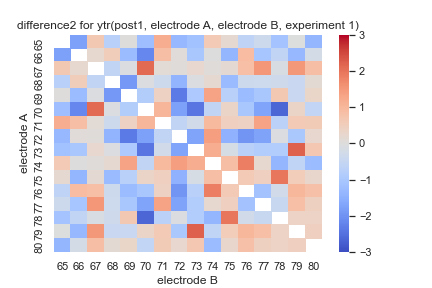 difference2 for ytr(post1, electrode A, electrode B, experiment 1)
electrode A
80 79 78 77 76 75 74 73 72 71 70 69 68 67 66 65
65 66 67 68 69 70 71 72 73 74 75 76 77 78 79 80
electrode B
3
2
1
0
−1
−2
−3